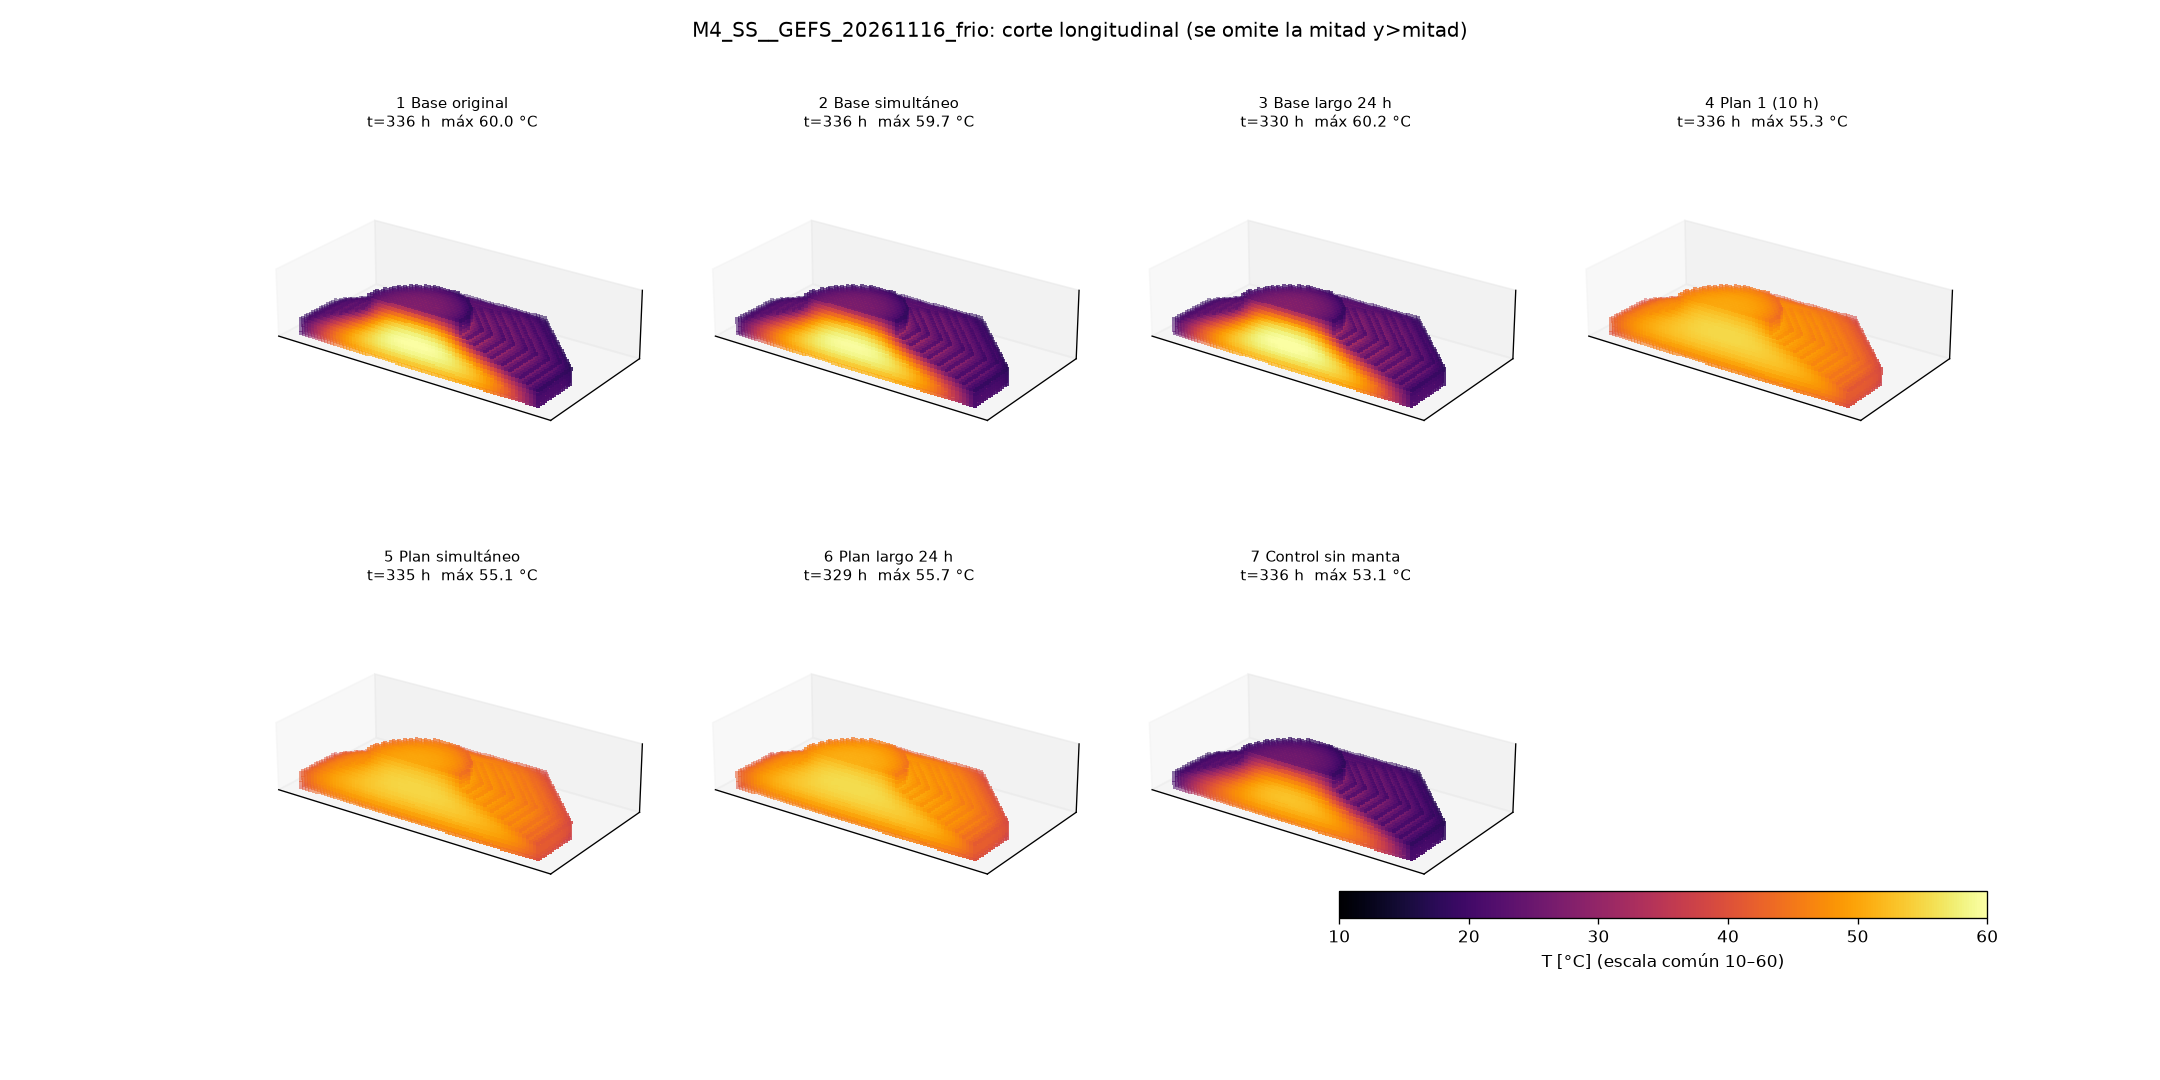 M4_SS__GEFS_20261116_frio: corte longitudinal (se omite la mitad y>mitad)
1 Base original
t=336 h  máx 60.0 °C
2 Base simultáneo
t=336 h  máx 59.7 °C
3 Base largo 24 h
t=330 h  máx 60.2 °C
4 Plan 1 (10 h)
t=336 h  máx 55.3 °C
5 Plan simultáneo
t=335 h  máx 55.1 °C
6 Plan largo 24 h
t=329 h  máx 55.7 °C
7 Control sin manta
t=336 h  máx 53.1 °C
10 20 30 40 50 60
T [°C] (escala común 10–60)